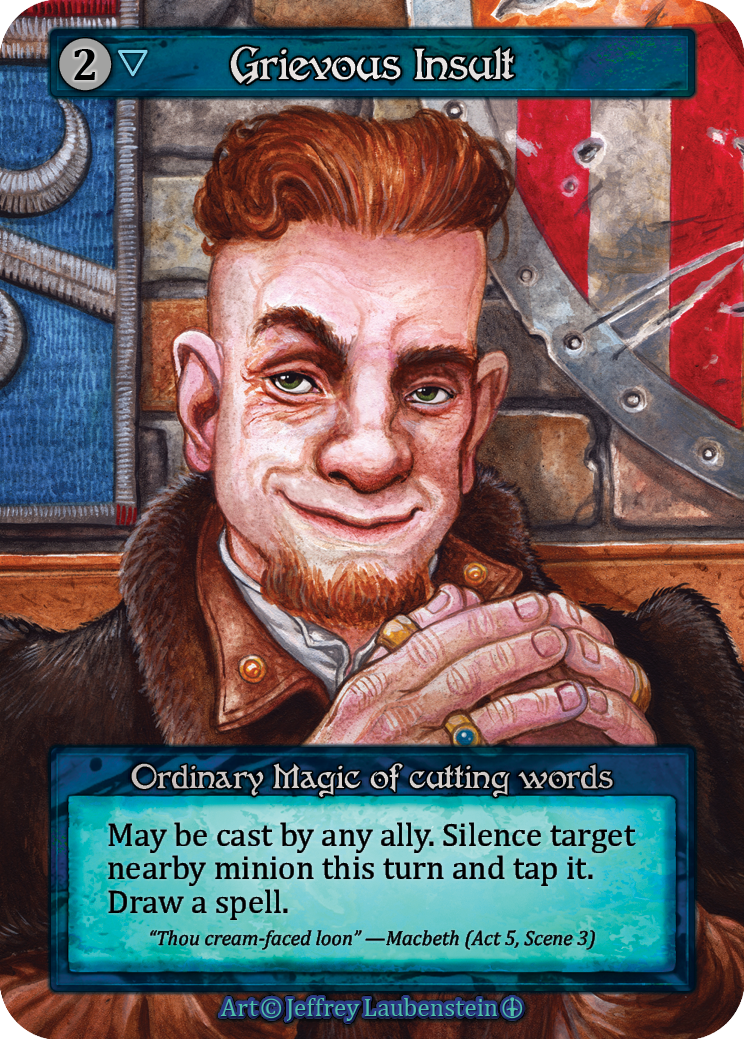 2
Grievous Insult
Ordinary Magic of cutting words
May be cast by any ally. Silence target
nearby minion this turn and tap it.
Draw a spell.
“Thou cream-faced loon” —Macbeth (Act 5, Scene 3)
Art © Jeffrey Laubenstein